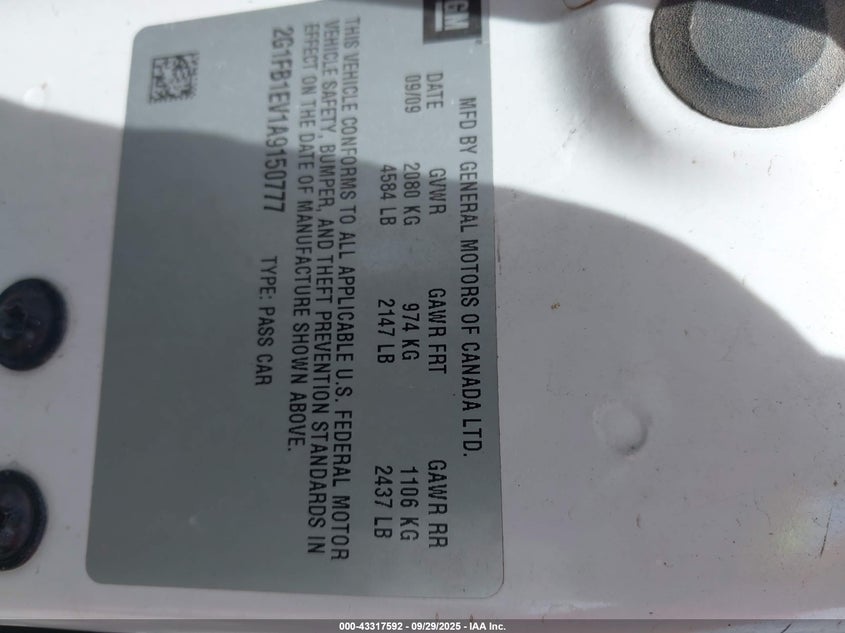 GM
MFD BY GENERAL MOTORS OF CANADA LTD.
DATE GVWR GAWR FRT GAWR RR
09/09 2080 KG 974 KG 1106 KG
4584 LB 2147 LB 2437 LB
THIS VEHICLE CONFORMS TO ALL APPLICABLE U.S. FEDERAL MOTOR
VEHICLE SAFETY, BUMPER, AND THEFT PREVENTION STANDARDS IN
EFFECT ON THE DATE OF MANUFACTURE SHOWN ABOVE.
2G1FB1EV1A9150777 TYPE: PASS CAR
000-43317592 - 09/29/2025 - IAA Inc.